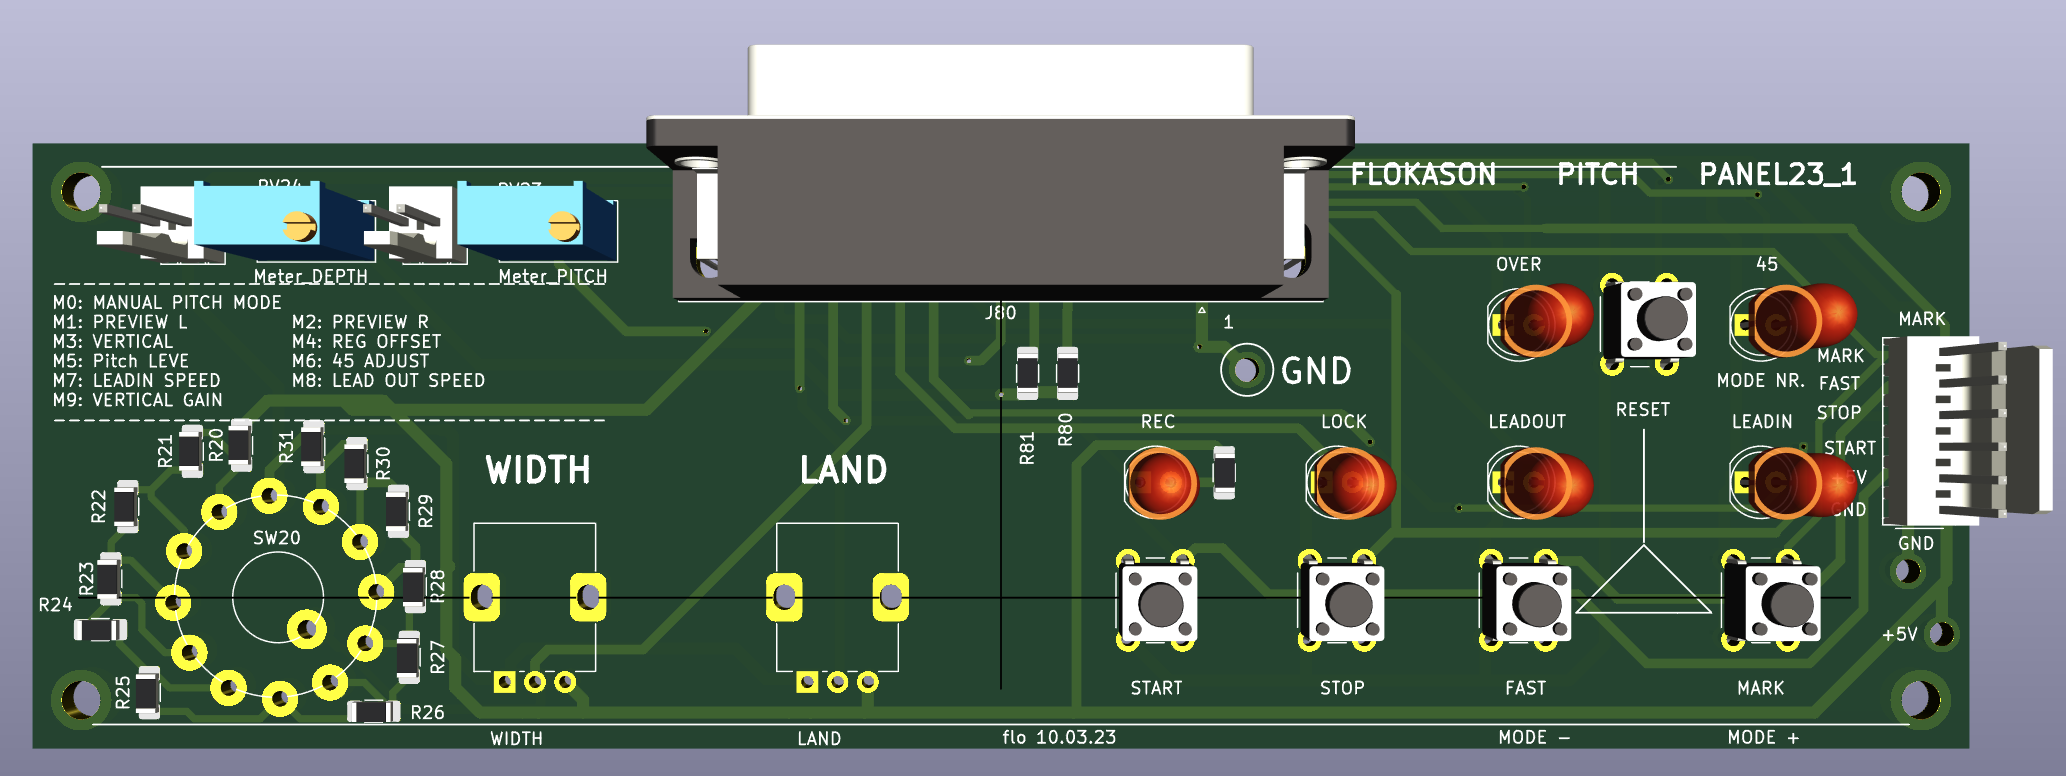 FLOKASON PITCH PANEL23_1
Meter_DEPTH
Meter_PITCH
M0: MANUAL PITCH MODE
M1: PREVIEW L M2: PREVIEW R
M3: VERTICAL M4: REG OFFSET
M5: Pitch LEVE M6: 45 ADJUST
M7: LEADIN SPEED M8: LEAD OUT SPEED
M9: VERTICAL GAIN
J80
1
GND
OVER
45
MARK
MARK
FAST
STOP
START
+5V
GND
MODE NR.
RESET
REC
LOCK
LEADOUT
LEADIN
R81
R80
R21
R20
R31
R30
R22
R29
SW20
R23
R28
R24
R27
R25
R26
WIDTH
LAND
GND
+5V
START
STOP
FAST
MARK
WIDTH
LAND
flo 10.03.23
MODE -
MODE +